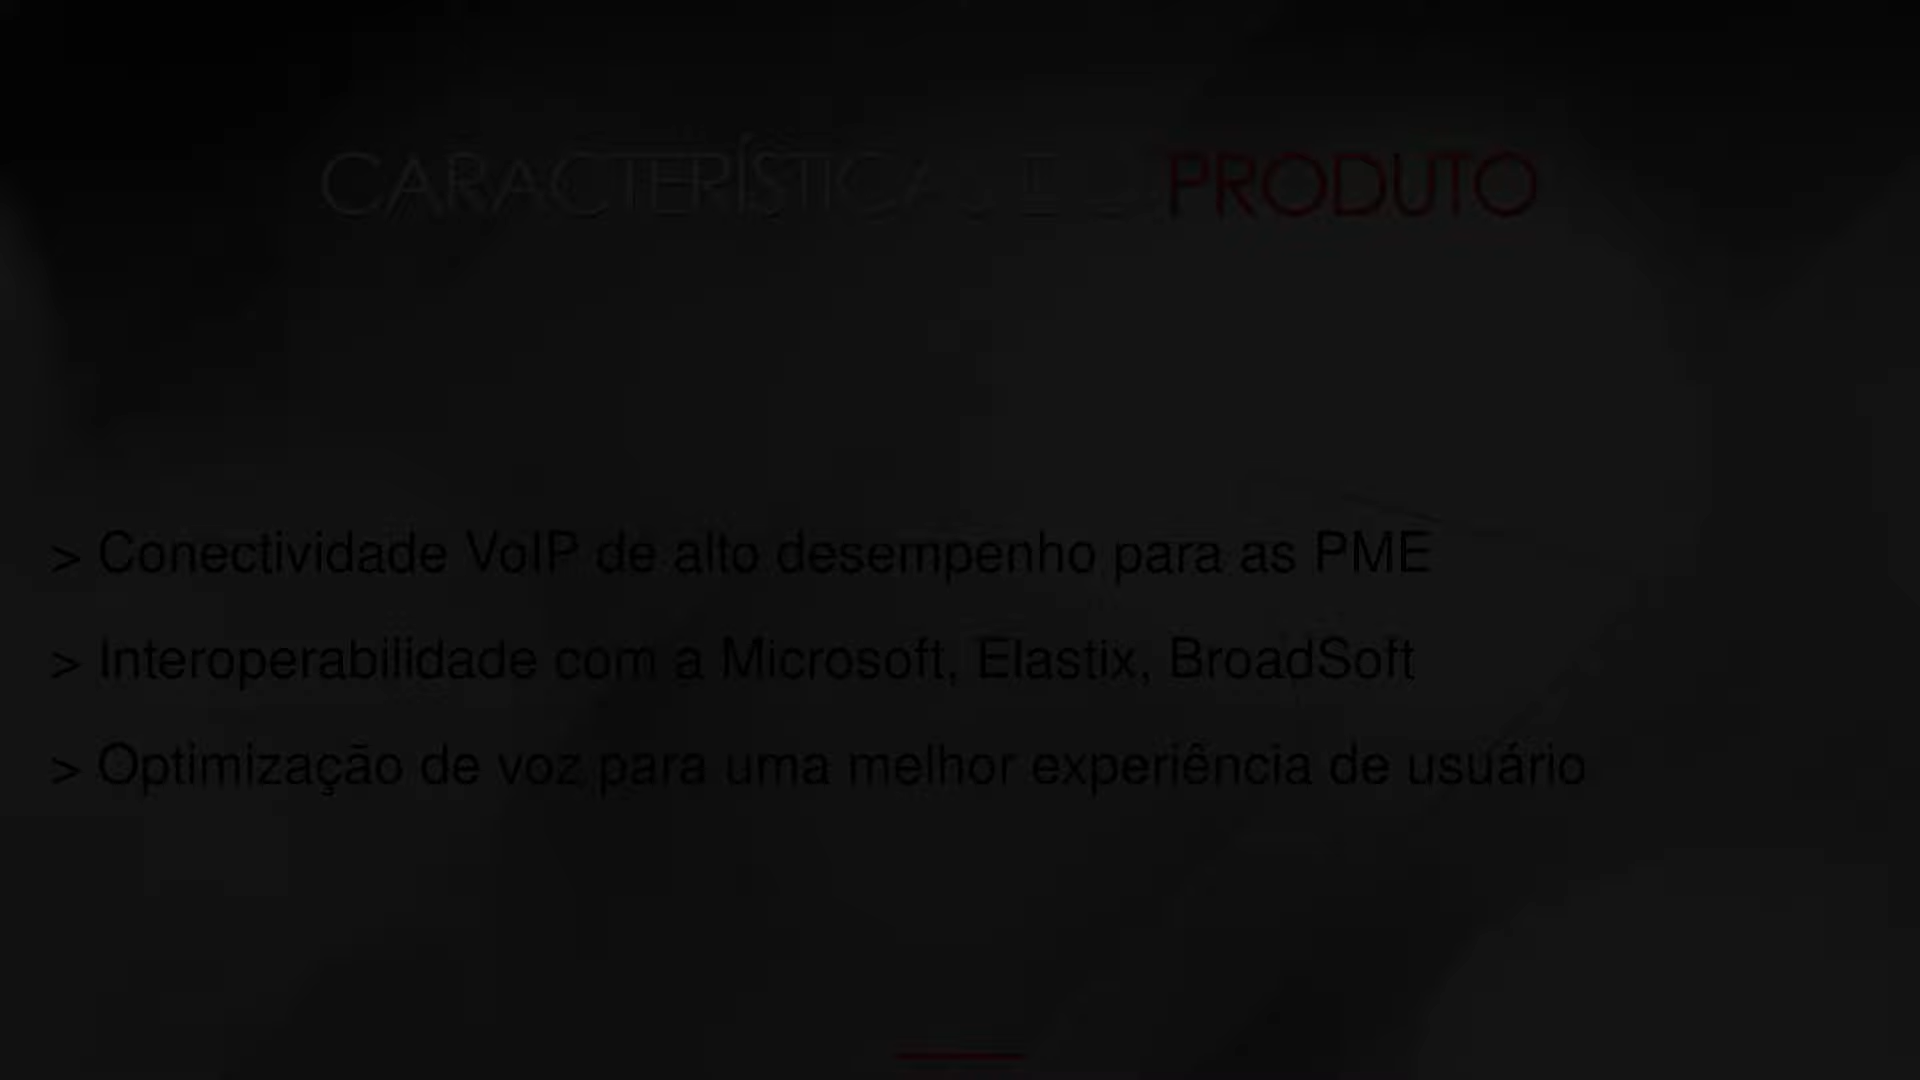 CARACTERÍSTICAS DO PRODUTO
> Conectividade VoIP de alto desempenho para as PME
> Interoperabilidade com a Microsoft, Elastix, BroadSoft
> Optimização de voz para uma melhor experiência de usuário